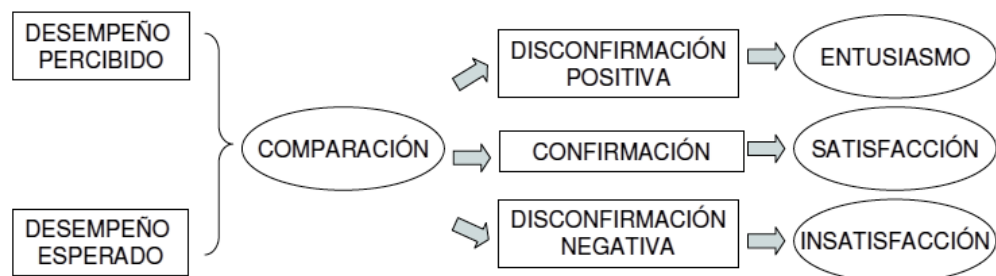 DESEMPEÑO
PERCIBIDO
DESEMPEÑO
ESPERADO
COMPARACIÓN
DISCONFIRMACIÓN
POSITIVA
ENTUSIASMO
CONFIRMACIÓN
SATISFACCIÓN
DISCONFIRMACIÓN
NEGATIVA
INSATISFACCIÓN